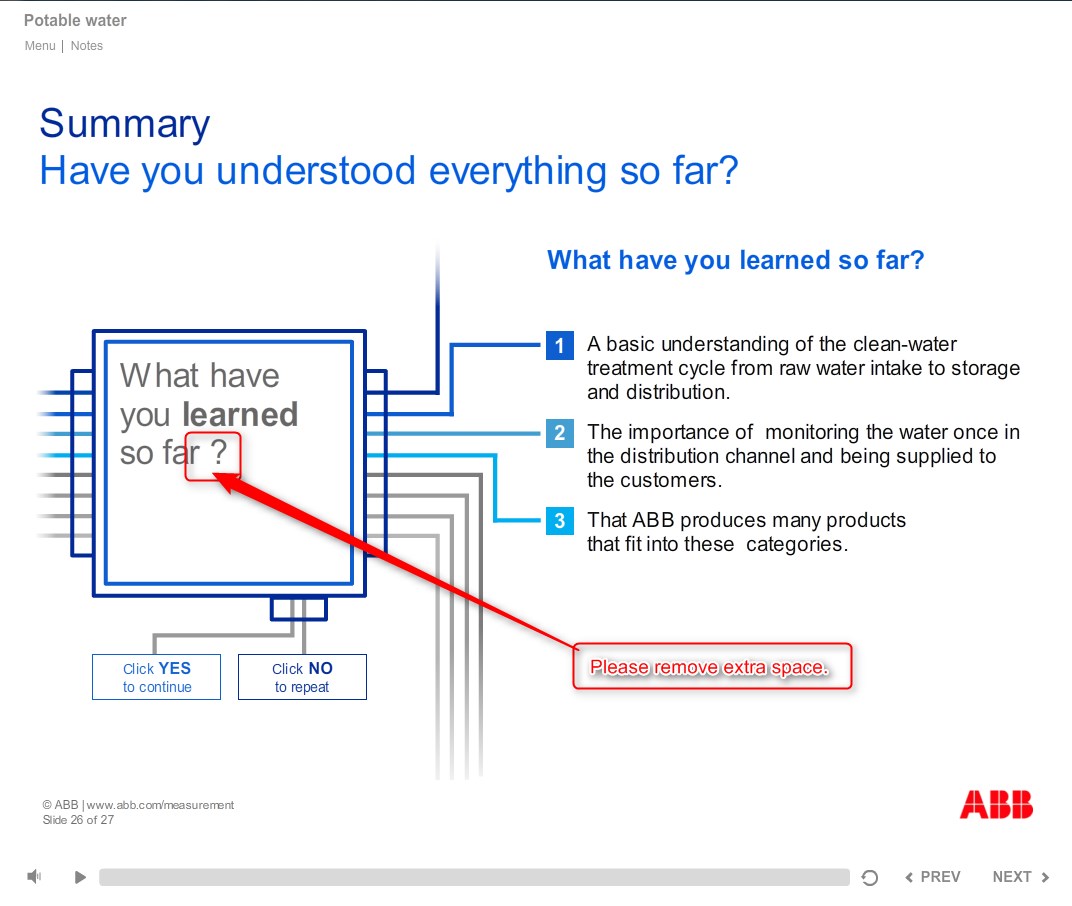 Potable water
Menu | Notes
Summary
Have you understood everything so far?
What have you learned so far?
What have
you learned
so far ?
1 A basic understanding of the clean-water
treatment cycle from raw water intake to storage
and distribution.
2 The importance of  monitoring the water once in
the distribution channel and being supplied to
the customers.
3 That ABB produces many products
that fit into these  categories.
Please remove extra space.
Click YES
to continue
Click NO
to repeat
© ABB | www.abb.com/measurement
Slide 26 of 27
ABB
PREV
NEXT